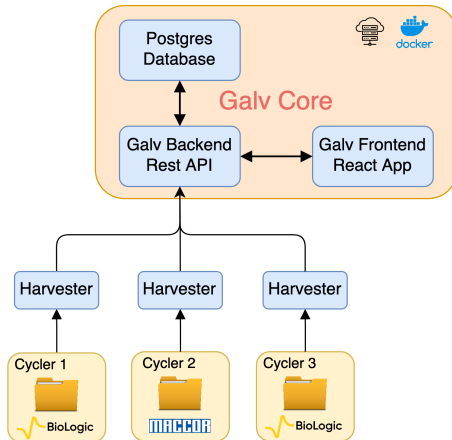 Postgres
Database
docker
Galv Core
Galv Backend
Rest API
Galv Frontend
React App
Harvester
Harvester
Harvester
Cycler 1
Cycler 2
Cycler 3
BioLogic
MACCOR
BioLogic